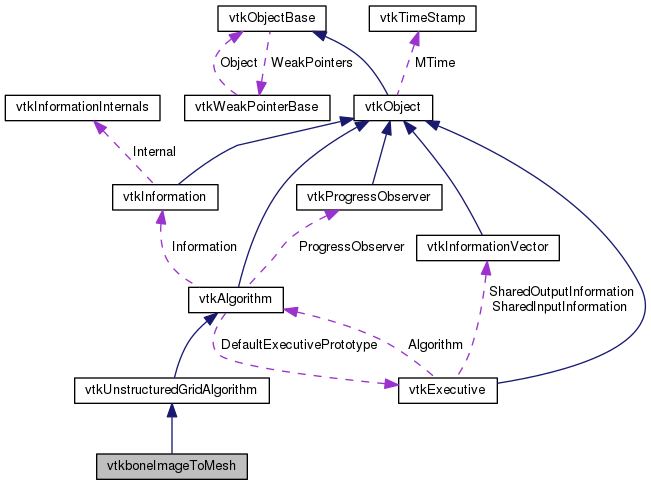 vtkObjectBase
vtkTimeStamp
Object
WeakPointers
MTime
vtkInformationInternals
vtkWeakPointerBase
vtkObject
Internal
vtkInformation
vtkProgressObserver
Information
ProgressObserver
vtkInformationVector
vtkAlgorithm
SharedOutputInformation
SharedInputInformation
DefaultExecutivePrototype
Algorithm
vtkUnstructuredGridAlgorithm
vtkExecutive
vtkboneImageToMesh